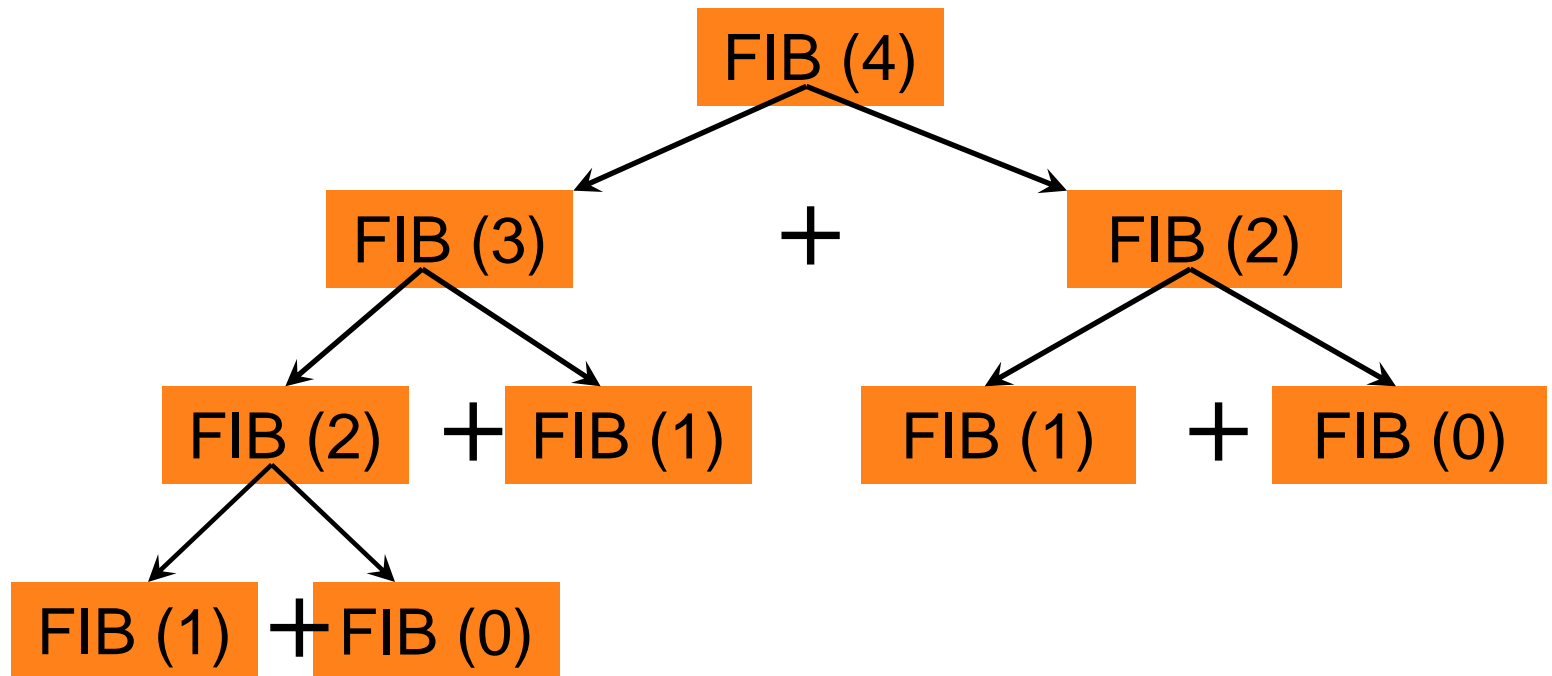 FIB (4)
FIB (3) + FIB (2)
FIB (2) + FIB (1) FIB (1) + FIB (0)
FIB (1) + FIB (0)